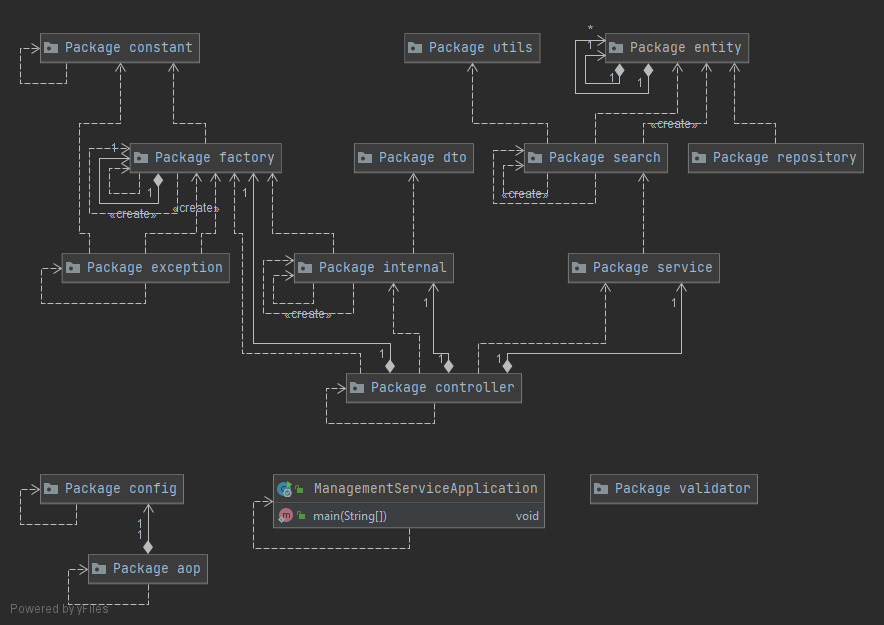 *
Package constant
Package utils
1
Package entity
1
1
«create»
1
Package factory
Package dto
Package search
Package repository
1
1
«create»
«create»
«create»
Package exception
Package internal
Package service
1
1
«create»
1
1
1
Package controller
Package config
ManagementServiceApplication
main(String[])
void
Package validator
1
1
Package aop
Powered by yFiles